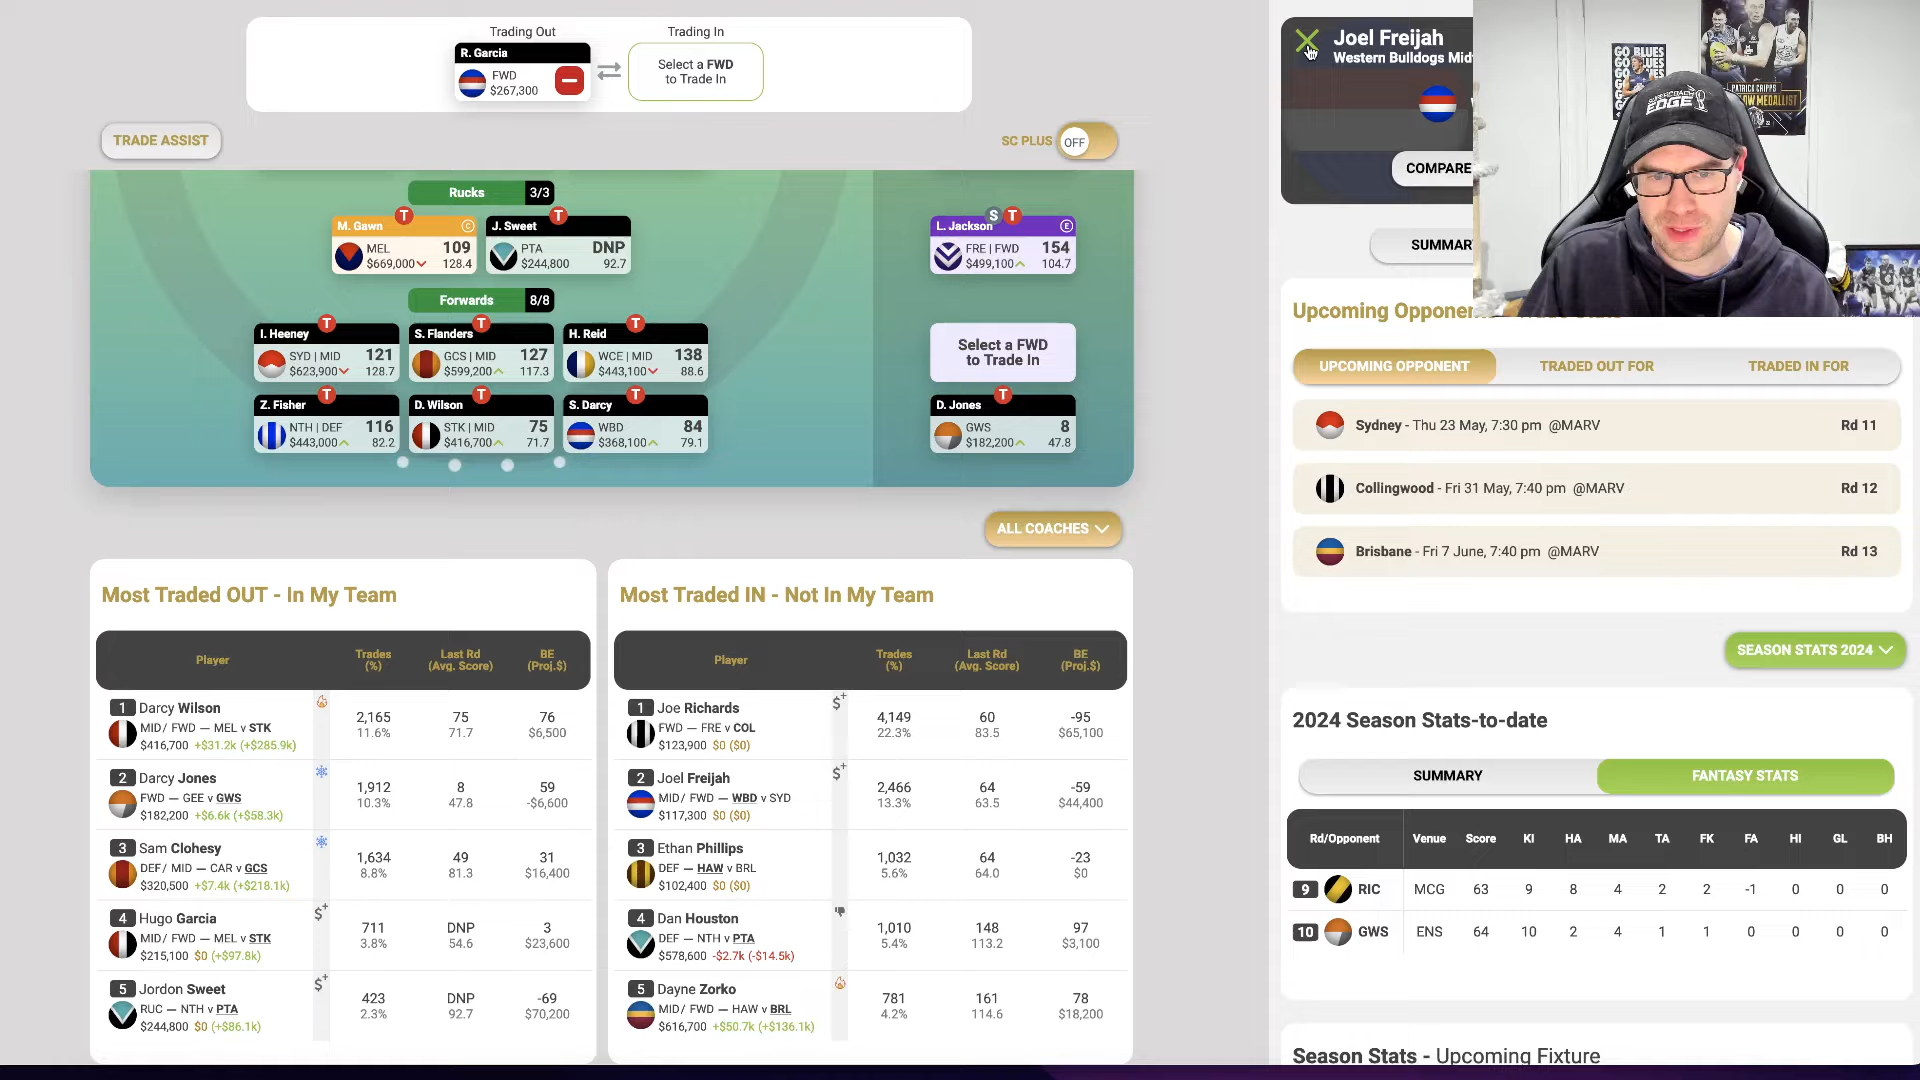 Trading Out
Trading In
R. Garcia
FWD
$267,300
Select a FWD
to Trade In
TRADE ASSIST
SC PLUS
OFF
Rucks 3/3
M. Gawn
MEL 109
$669,000 128.4
J. Sweet
PTA DNP
$244,800 92.7
L. Jackson
FRE | FWD 154
$499,100 104.7
Forwards 8/8
I. Heeney
SYD | MID 121
$623,900 128.7
S. Flanders
GCS | MID 127
$599,200 117.3
H. Reid
WCE | MID 138
$443,100 88.6
Select a FWD
to Trade In
Z. Fisher
NTH | DEF 116
$443,000 82.2
D. Wilson
STK | MID 75
$416,700 71.7
S. Darcy
WBD 84
$368,100 79.1
D. Jones
GWS 8
$182,200 47.8
ALL COACHES
Most Traded OUT - In My Team
Player Trades (%) Last Rd (Avg. Score) BE (Proj.$)
1 Darcy Wilson 2,165 75 76
MID/ FWD — MEL v STK 11.6% 71.7 $6,500
$416,700 +$31.2k (+$285.9k)
2 Darcy Jones 1,912 8 59
FWD — GEE v GWS 10.3% 47.8 -$6,600
$182,200 +$6.6k (+$58.3k)
3 Sam Clohesy 1,634 49 31
DEF/ MID — CAR v GCS 8.8% 81.3 $16,400
$320,500 +$7.4k (+$218.1k)
4 Hugo Garcia 711 DNP 3
MID/ FWD — MEL v STK 3.8% 54.6 $23,600
$215,100 $0 (+$97.8k)
5 Jordon Sweet 423 DNP -69
RUC — NTH v PTA 2.3% 92.7 $70,200
$244,800 $0 (+$86.1k)
Most Traded IN - Not In My Team
Player Trades (%) Last Rd (Avg. Score) BE (Proj.$)
1 Joe Richards 4,149 60 -95
FWD — FRE v COL 22.3% 83.5 $65,100
$123,900 $0 ($0)
2 Joel Freijah 2,466 64 -59
MID/ FWD — WBD v SYD 13.3% 63.5 $44,400
$117,300 $0 ($0)
3 Ethan Phillips 1,032 64 -23
DEF — HAW v BRL 5.6% 64.0 $0
$102,400 $0 ($0)
4 Dan Houston 1,010 148 97
DEF — NTH v PTA 5.4% 113.2 $3,100
$578,600 -$2.7k (-$14.5k)
5 Dayne Zorko 781 161 78
MID/ FWD — HAW v BRL 4.2% 114.6 $18,200
$616,700 +$50.7k (+$136.1k)
Joel Freijah
Western Bulldogs Mid
COMPARE
SUMMAR
GO BLUES
PATRICK CRIPPS
MEDALLIST
SUPERCOACH
EDGE
Upcoming Opponen
UPCOMING OPPONENT
TRADED OUT FOR
TRADED IN FOR
Sydney - Thu 23 May, 7:30 pm @MARV Rd 11
Collingwood - Fri 31 May, 7:40 pm @MARV Rd 12
Brisbane - Fri 7 June, 7:40 pm @MARV Rd 13
SEASON STATS 2024
2024 Season Stats-to-date
SUMMARY
FANTASY STATS
Rd/Opponent Venue Score KI HA MA TA FK FA HI GL BH
9 RIC MCG 63 9 8 4 2 2 -1 0 0 0
10 GWS ENS 64 10 2 4 1 1 0 0 0 0
Season Stats - Upcoming Fixture